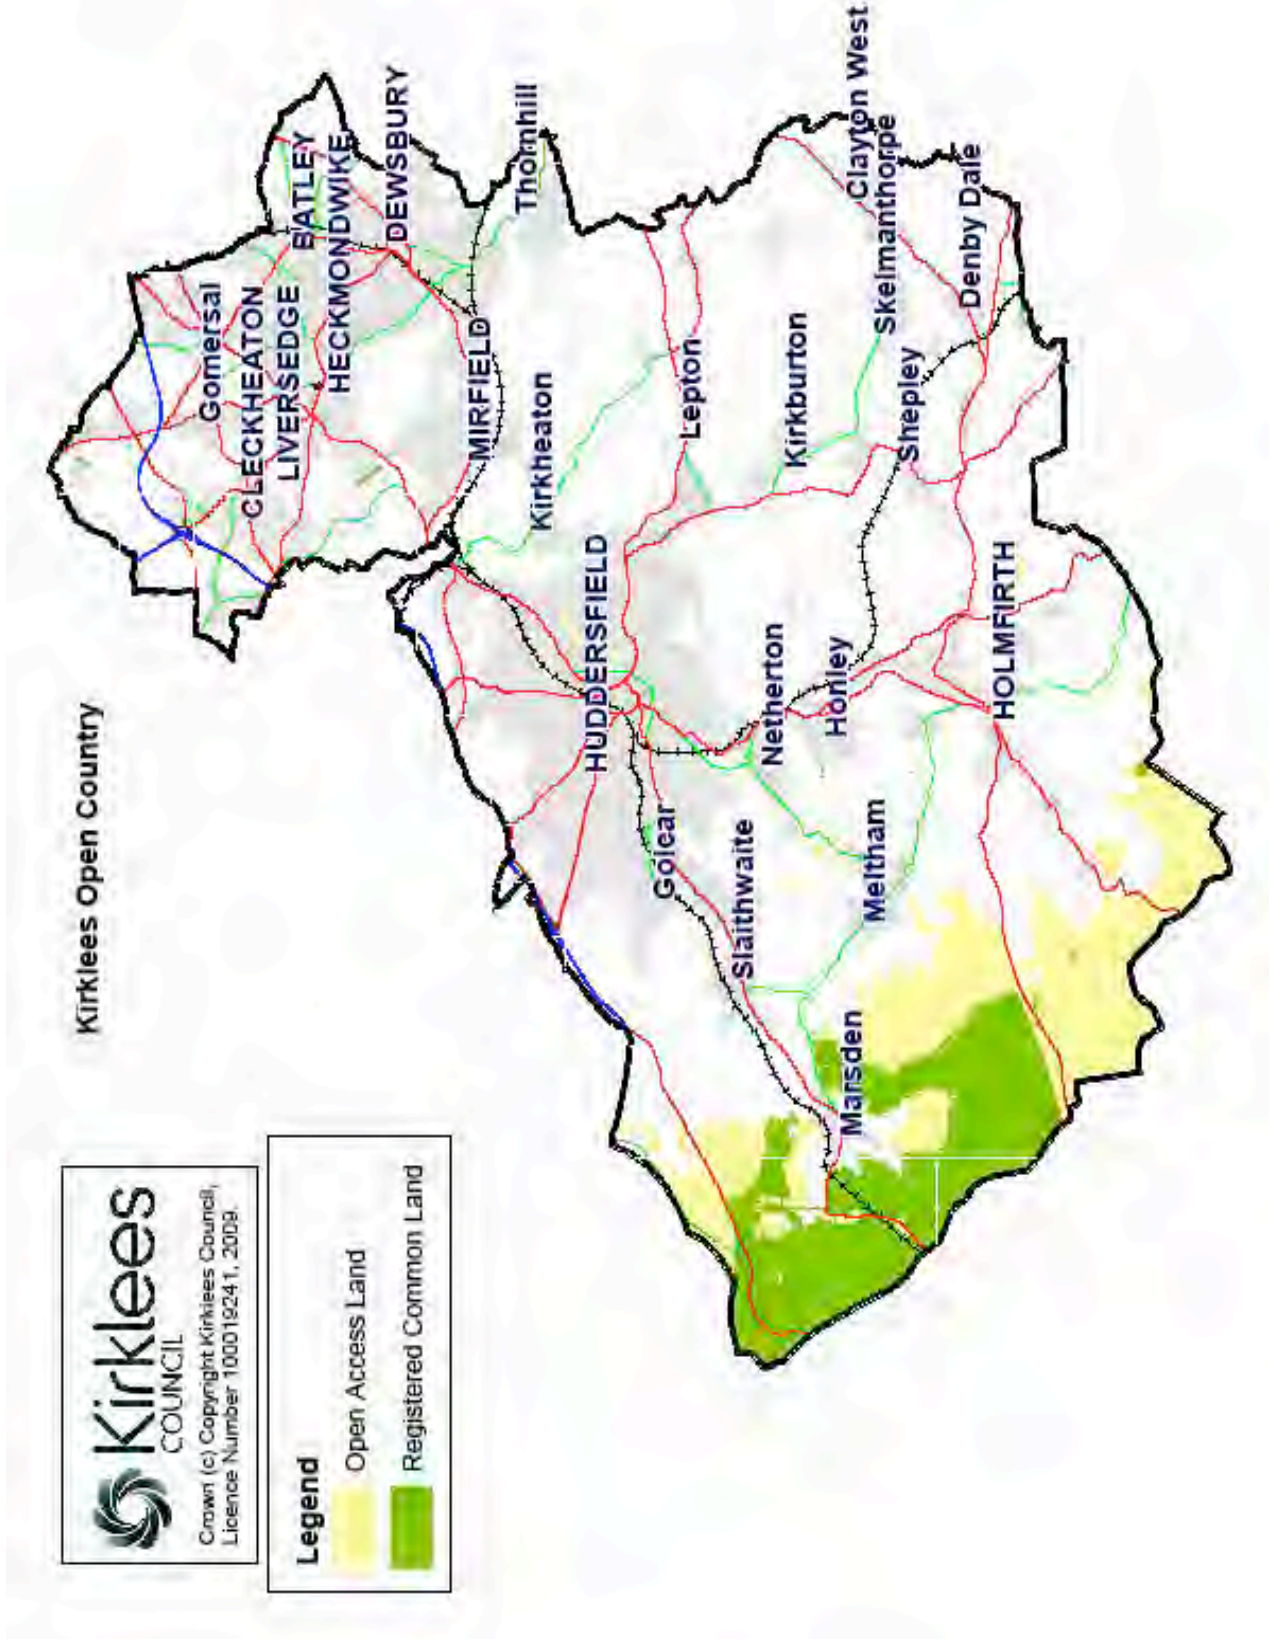 Kirklees
COUNCIL
Crown (c) Copyright Kirklees Council,
Licence Number 100019241, 2009.
Kirklees Open Country
Legend
Open Access Land
Registered Common Land
Gomersal
CLECKHEATON
LIVERSEDGE
BATLEY
HECKMONDWIKE
DEWSBURY
MIRFIELD
Thornhill
Kirkheaton
HUDDERSFIELD
Golcar
Lepton
Slaithwaite
Netherton
Kirkburton
Honley
Marsden
Meltham
Clayton West
Skelmanthorpe
Shepley
Denby Dale
HOLMFIRTH